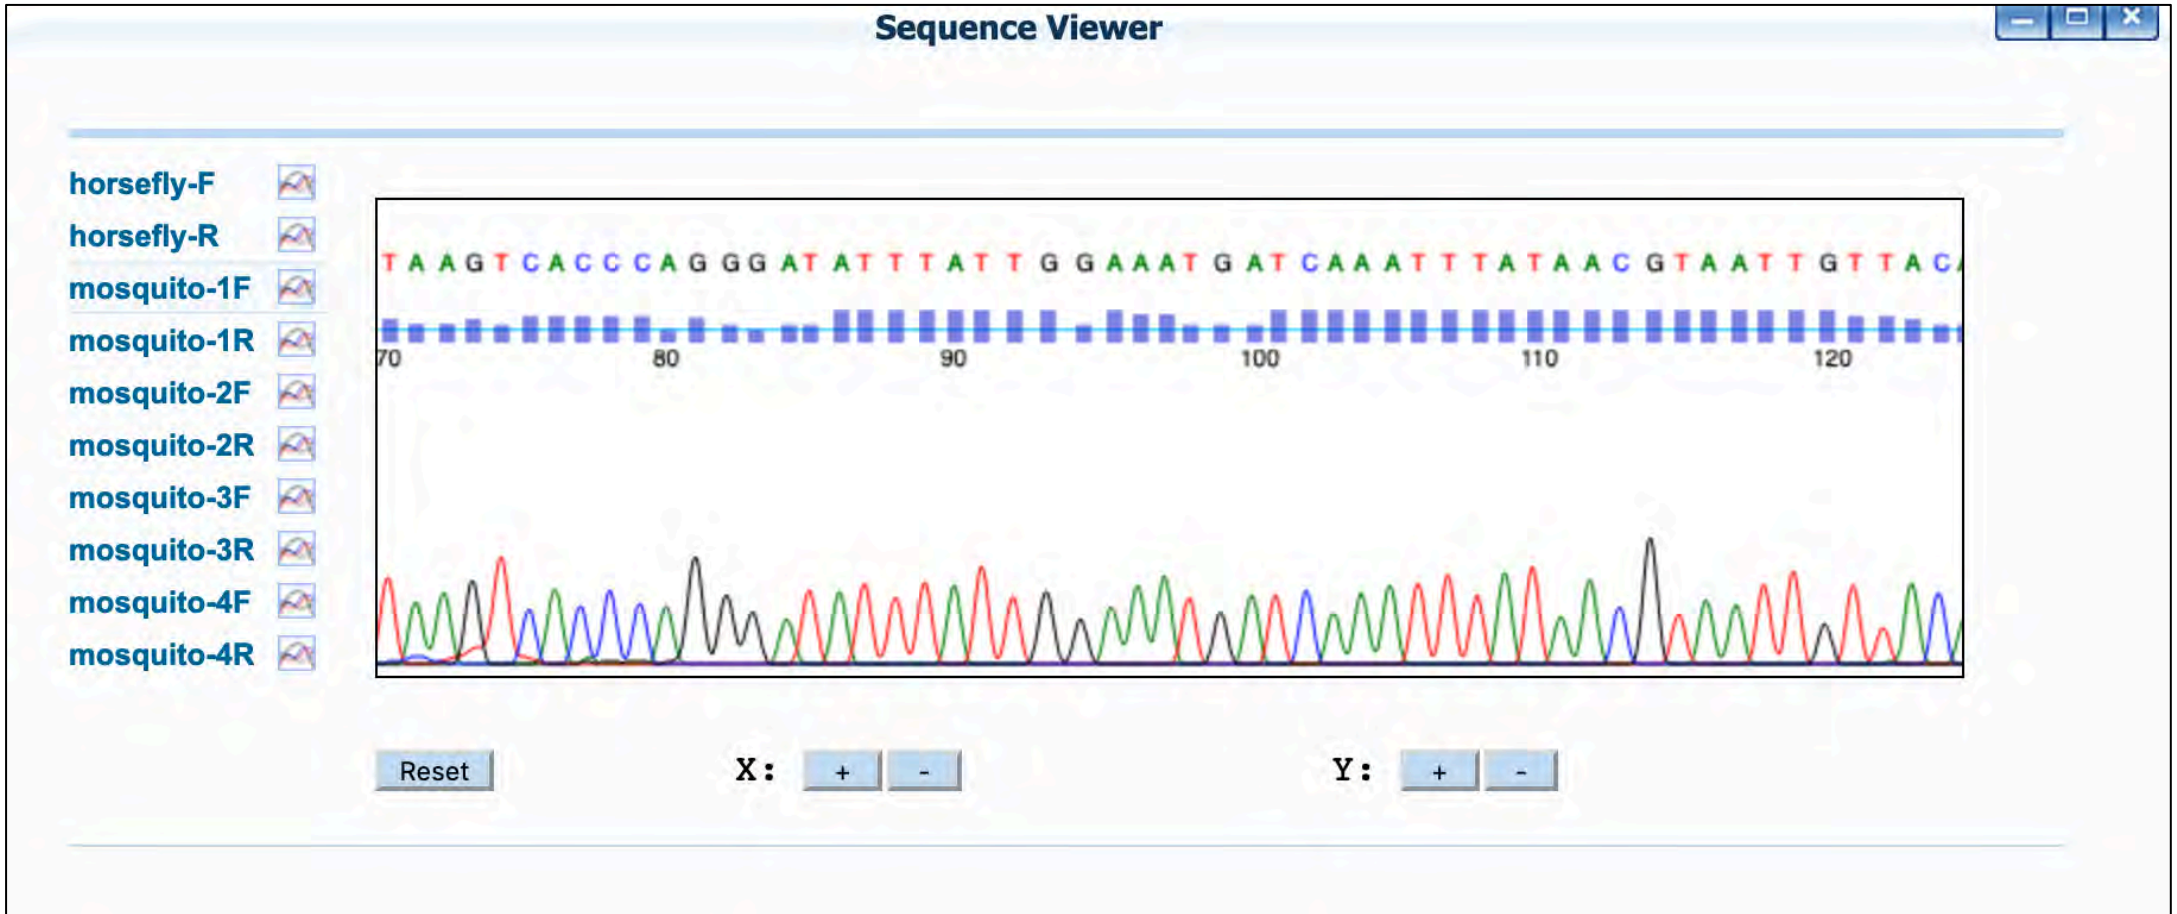 Sequence Viewer
horsefly-F
horsefly-R
mosquito-1F
mosquito-1R
mosquito-2F
mosquito-2R
mosquito-3F
mosquito-3R
mosquito-4F
mosquito-4R
T A A G T C A C C C A G G G A T A T T T A T T G G A A A T G A T C A A A T T T A T A A C G T A A T T G T T A C A
70 80 90 100 110 120
Reset X: + - Y: + -